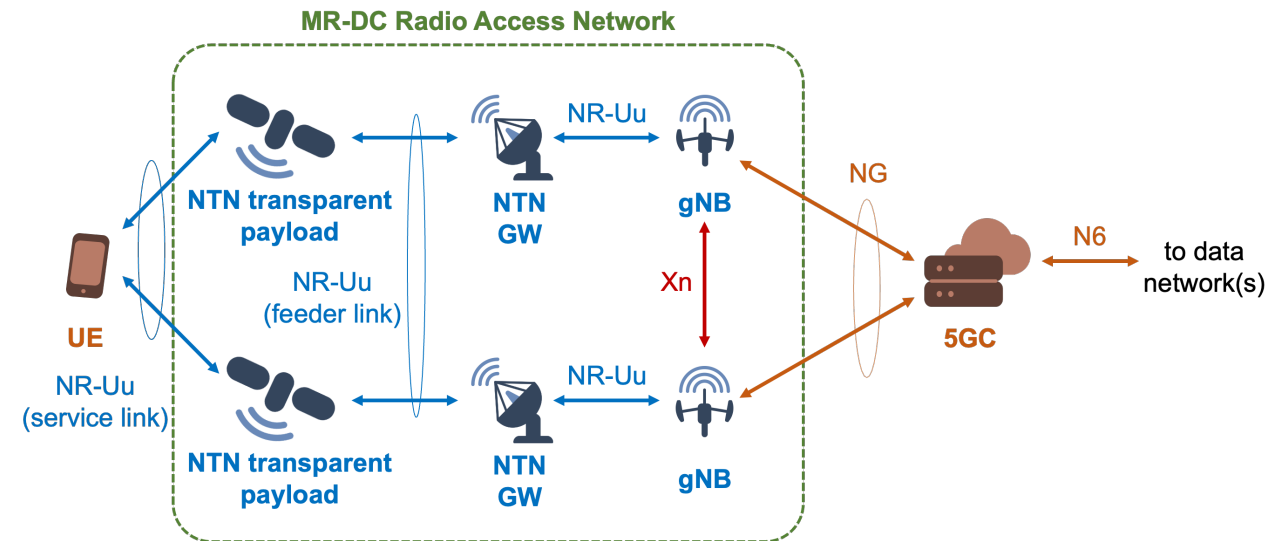 MR-DC Radio Access Network
NR-Uu
NR-Uu
(service link)
UE
NTN transparent
payload
NR-Uu
(feeder link)
NTN
GW
gNB
Xn
NG
5GC
N6
to data
network(s)
NTN transparent
payload
NTN
GW
NR-Uu
gNB